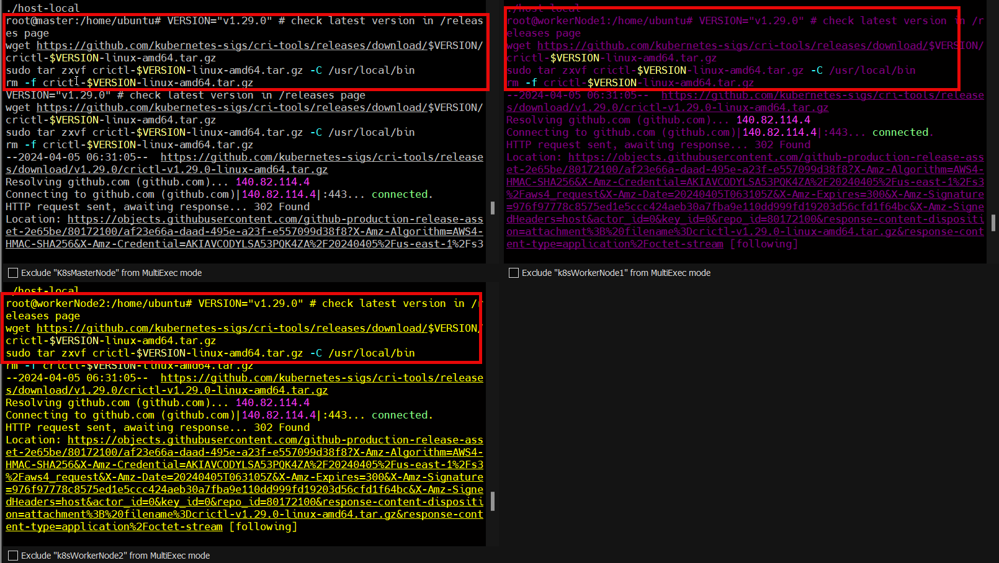 ./host-local
root@master:/home/ubuntu# VERSION="v1.29.0" # check latest version in /releas
es page
wget https://github.com/kubernetes-sigs/cri-tools/releases/download/$VERSION/
crictl-$VERSION-linux-amd64.tar.gz
sudo tar zxvf crictl-$VERSION-linux-amd64.tar.gz -C /usr/local/bin
rm -f crictl-$VERSION-linux-amd64.tar.gz
VERSION="v1.29.0" # check latest version in /releases page
wget https://github.com/kubernetes-sigs/cri-tools/releases/download/$VERSION/
crictl-$VERSION-linux-amd64.tar.gz
sudo tar zxvf crictl-$VERSION-linux-amd64.tar.gz -C /usr/local/bin
rm -f crictl-$VERSION-linux-amd64.tar.gz
--2024-04-05 06:31:05--  https://github.com/kubernetes-sigs/cri-tools/release
s/download/v1.29.0/crictl-v1.29.0-linux-amd64.tar.gz
Resolving github.com (github.com)... 140.82.114.4
Connecting to github.com (github.com)|140.82.114.4|:443... connected.
HTTP request sent, awaiting response... 302 Found
Location: https://objects.githubusercontent.com/github-production-release-ass
et-2e65be/80172100/af23e66a-daad-495e-a23f-e557099d38f8?X-Amz-Algorithm=AWS4-
HMAC-SHA256&X-Amz-Credential=AKIAVCODYLSA53PQK4ZA%2F20240405%2Fus-east-1%2Fs3
Exclude "K8sMasterNode" from MultiExec mode
./host-local
root@workerNode1:/home/ubuntu# VERSION="v1.29.0" # check latest version in /r
eleases page
wget https://github.com/kubernetes-sigs/cri-tools/releases/download/$VERSION/
crictl-$VERSION-linux-amd64.tar.gz
sudo tar zxvf crictl-$VERSION-linux-amd64.tar.gz -C /usr/local/bin
rm -f crictl-$VERSION-linux-amd64.tar.gz
--2024-04-05 06:31:05--  https://github.com/kubernetes-sigs/cri-tools/release
s/download/v1.29.0/crictl-v1.29.0-linux-amd64.tar.gz
Resolving github.com (github.com)... 140.82.114.4
Connecting to github.com (github.com)|140.82.114.4|:443... connected.
HTTP request sent, awaiting response... 302 Found
Location: https://objects.githubusercontent.com/github-production-release-ass
et-2e65be/80172100/af23e66a-daad-495e-a23f-e557099d38f8?X-Amz-Algorithm=AWS4-
HMAC-SHA256&X-Amz-Credential=AKIAVCODYLSA53PQK4ZA%2F20240405%2Fus-east-1%2Fs3
%2Faws4_request&X-Amz-Date=20240405T063105Z&X-Amz-Expires=300&X-Amz-Signature
=976f97778c8575ed1e5ccc424aeb30a7fba9e110dd999fd19203d56cfd1f64bc&X-Amz-Signe
dHeaders=host&actor_id=0&key_id=0&repo_id=80172100&response-content-dispositi
on=attachment%3B%20filename%3Dcrictl-v1.29.0-linux-amd64.tar.gz&response-cont
ent-type=application%2Foctet-stream [following]
Exclude "k8sWorkerNode1" from MultiExec mode
./host-local
root@workerNode2:/home/ubuntu# VERSION="v1.29.0" # check latest version in /r
eleases page
wget https://github.com/kubernetes-sigs/cri-tools/releases/download/$VERSION/
crictl-$VERSION-linux-amd64.tar.gz
sudo tar zxvf crictl-$VERSION-linux-amd64.tar.gz -C /usr/local/bin
rm -f crictl-$VERSION-linux-amd64.tar.gz
--2024-04-05 06:31:05--  https://github.com/kubernetes-sigs/cri-tools/release
s/download/v1.29.0/crictl-v1.29.0-linux-amd64.tar.gz
Resolving github.com (github.com)... 140.82.114.4
Connecting to github.com (github.com)|140.82.114.4|:443... connected.
HTTP request sent, awaiting response... 302 Found
Location: https://objects.githubusercontent.com/github-production-release-ass
et-2e65be/80172100/af23e66a-daad-495e-a23f-e557099d38f8?X-Amz-Algorithm=AWS4-
HMAC-SHA256&X-Amz-Credential=AKIAVCODYLSA53PQK4ZA%2F20240405%2Fus-east-1%2Fs3
%2Faws4_request&X-Amz-Date=20240405T063105Z&X-Amz-Expires=300&X-Amz-Signature
=976f97778c8575ed1e5ccc424aeb30a7fba9e110dd999fd19203d56cfd1f64bc&X-Amz-Signe
dHeaders=host&actor_id=0&key_id=0&repo_id=80172100&response-content-dispositi
on=attachment%3B%20filename%3Dcrictl-v1.29.0-linux-amd64.tar.gz&response-cont
ent-type=application%2Foctet-stream [following]
Exclude "k8sWorkerNode2" from MultiExec mode